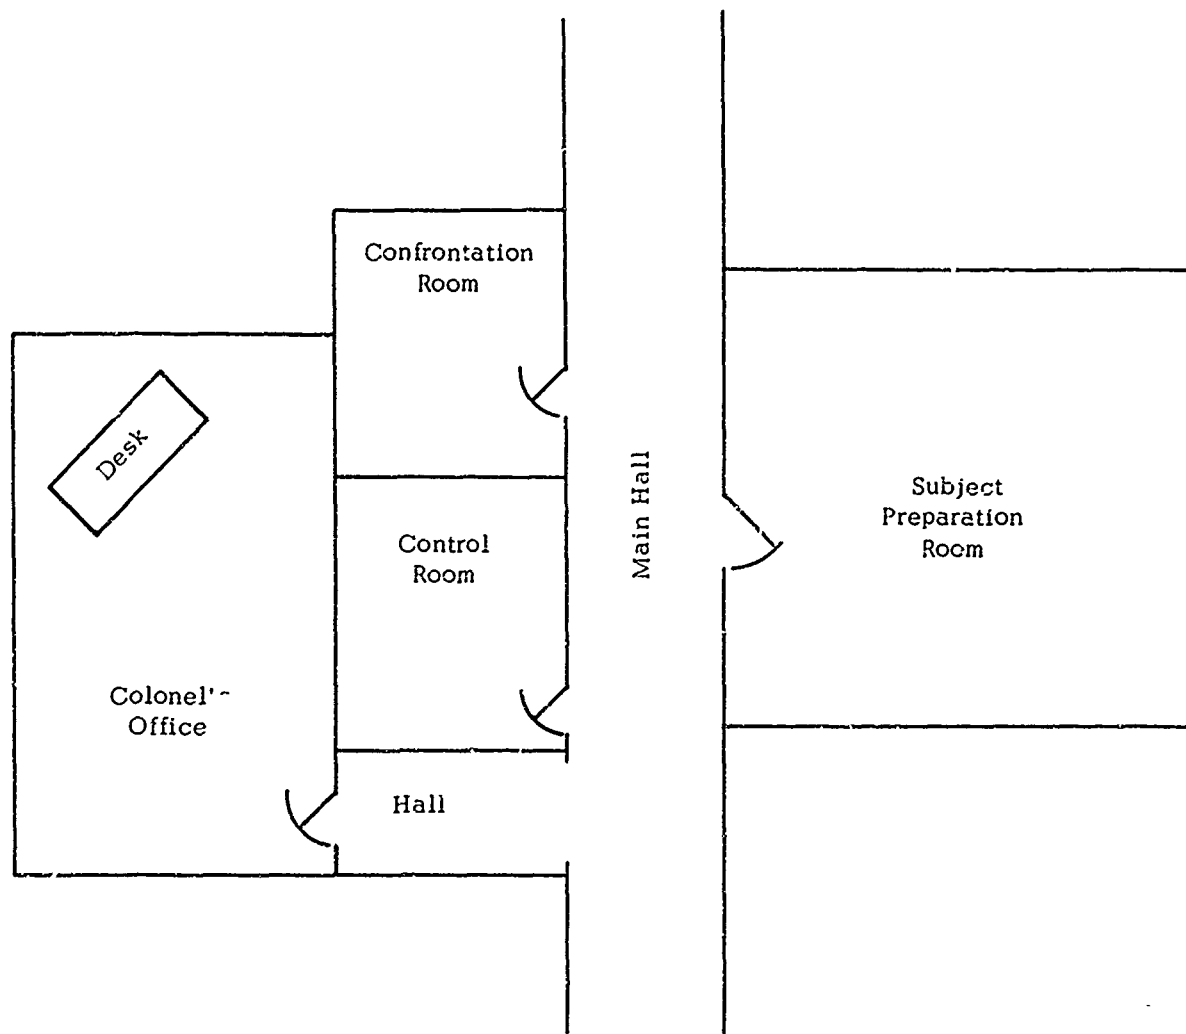 Confrontation
Room
Desk
Control
Room
Main Hall
Subject
Preparation
Room
Office
Hall